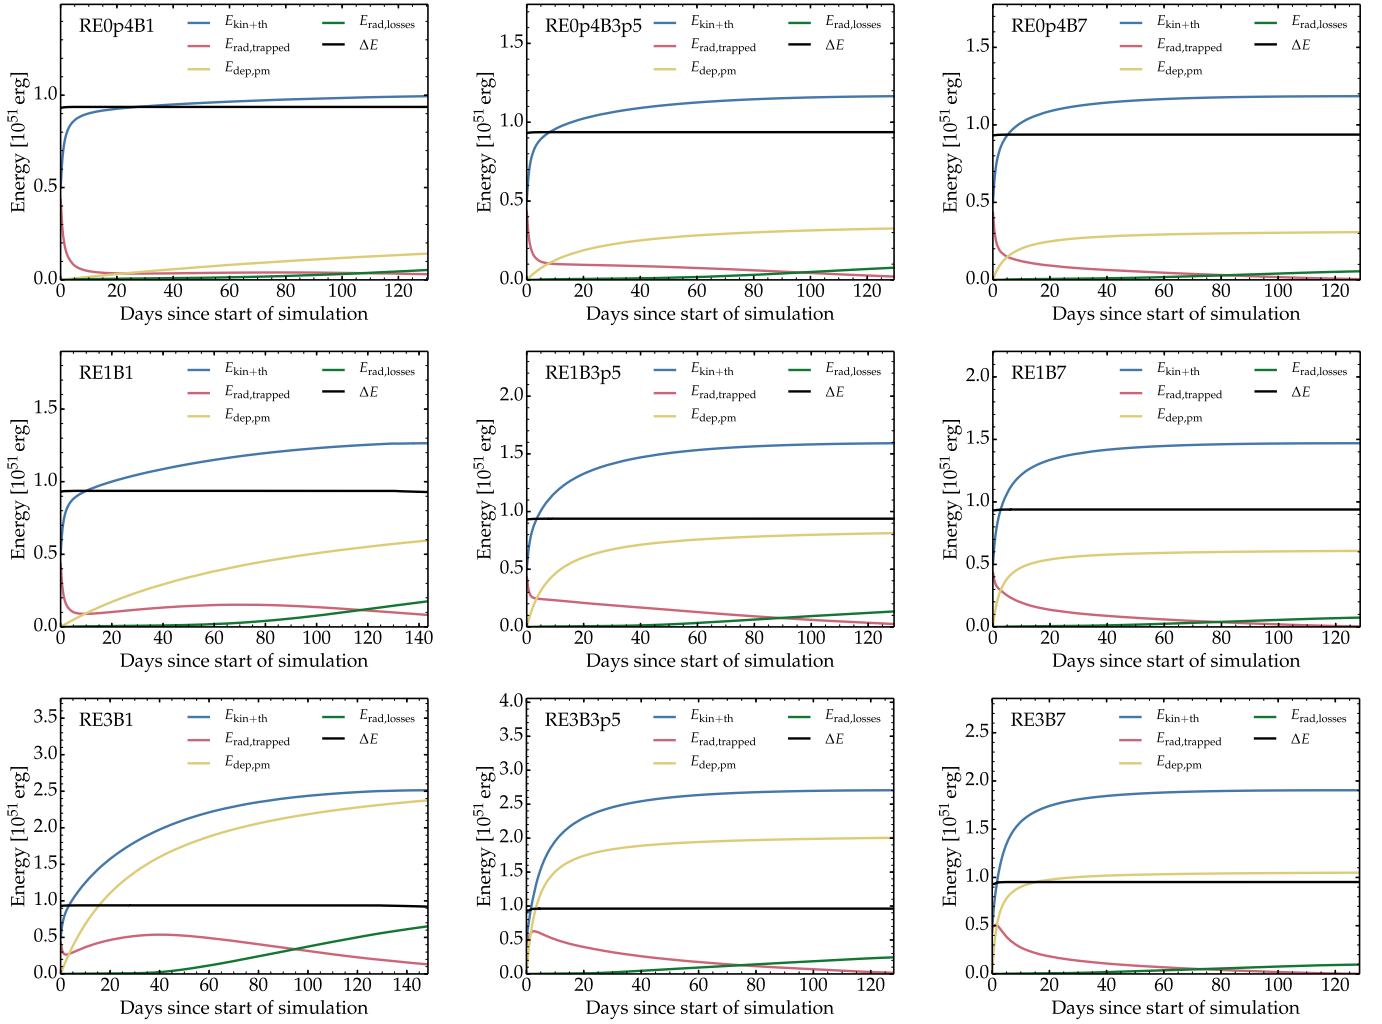 RE0p4B1
E_kin+th
E_rad,trapped
E_dep,pm
E_rad,losses
ΔE
Energy [10^51 erg]
1.0
0.5
0.0
0 20 40 60 80 100 120
Days since start of simulation
RE0p4B3p5
E_kin+th
E_rad,trapped
E_dep,pm
E_rad,losses
ΔE
Energy [10^51 erg]
1.5
1.0
0.5
0.0
0 20 40 60 80 100 120
Days since start of simulation
RE0p4B7
E_kin+th
E_rad,trapped
E_dep,pm
E_rad,losses
ΔE
Energy [10^51 erg]
1.5
1.0
0.5
0.0
0 20 40 60 80 100 120
Days since start of simulation
RE1B1
E_kin+th
E_rad,trapped
E_dep,pm
E_rad,losses
ΔE
Energy [10^51 erg]
1.5
1.0
0.5
0.0
0 20 40 60 80 100 120 140
Days since start of simulation
RE1B3p5
E_kin+th
E_rad,trapped
E_dep,pm
E_rad,losses
ΔE
Energy [10^51 erg]
2.0
1.5
1.0
0.5
0.0
0 20 40 60 80 100 120
Days since start of simulation
RE1B7
E_kin+th
E_rad,trapped
E_dep,pm
E_rad,losses
ΔE
Energy [10^51 erg]
2.0
1.5
1.0
0.5
0.0
0 20 40 60 80 100 120
Days since start of simulation
RE3B1
E_kin+th
E_rad,trapped
E_dep,pm
E_rad,losses
ΔE
Energy [10^51 erg]
3.5
3.0
2.5
2.0
1.5
1.0
0.5
0.0
0 20 40 60 80 100 120 140
Days since start of simulation
RE3B3p5
E_kin+th
E_rad,trapped
E_dep,pm
E_rad,losses
ΔE
Energy [10^51 erg]
4.0
3.5
3.0
2.5
2.0
1.5
1.0
0.5
0.0
0 20 40 60 80 100 120
Days since start of simulation
RE3B7
E_kin+th
E_rad,trapped
E_dep,pm
E_rad,losses
ΔE
Energy [10^51 erg]
2.5
2.0
1.5
1.0
0.5
0.0
0 20 40 60 80 100 120
Days since start of simulation